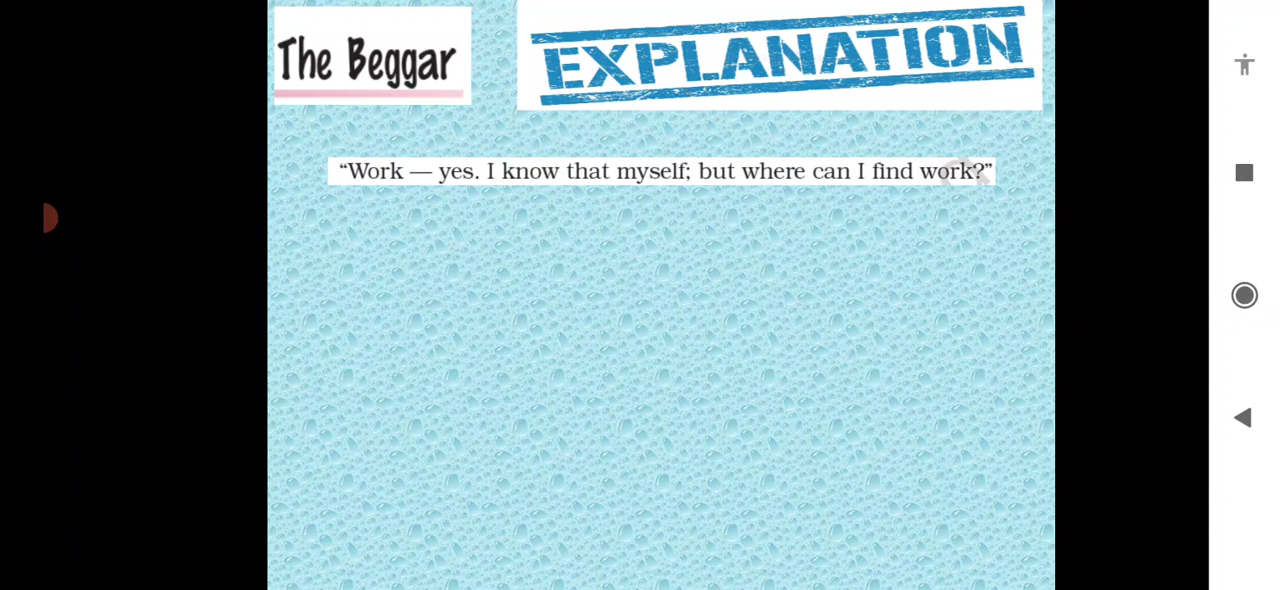 The Beggar
EXPLANATION
“Work — yes. I know that myself; but where can I find work?”